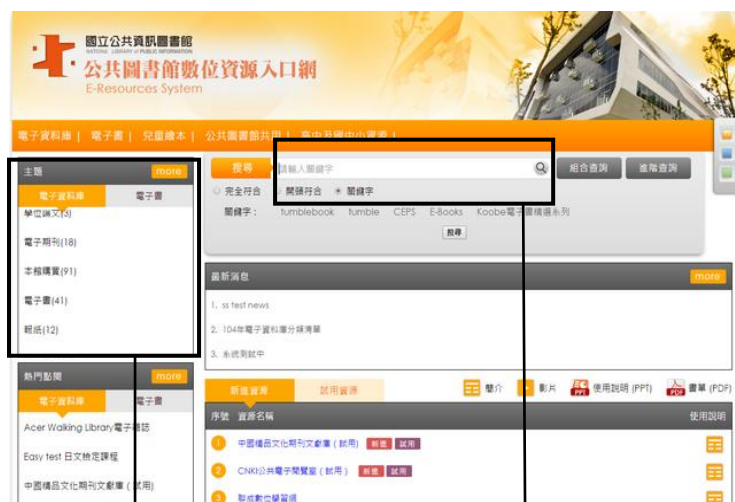 國立公共資訊圖書館
NATIONAL LIBRARY of PUBLIC INFORMATION
公共圖書館數位資源入口網
E-Resources System
電子資料庫 | 電子書 | 兒童繪本 | 公共圖書館共用 | 高中及國中小資源 |
主題 more
電子資料庫 電子書
學位論文(3)
電子期刊(18)
本館購買(91)
電子書(41)
報紙(12)
熱門點閱 more
電子資料庫 電子書
Acer Walking Library電子雜誌
Easy test 日文檢定課程
中國精品文化期刊文獻庫 (試用)
搜尋 請輸入關鍵字 組合查詢 進階查詢
完全符合 開頭符合 關鍵字
關鍵字: tumblebook tumble CEPS E-Books Koobe電子書精選系列
搜尋
最新消息 more
1. ss test news
2. 104年電子資料庫分類清單
3. 系統測試中
新進資源 試用資源 簡介 影片 PPT 使用說明 (PPT) PDF 書單 (PDF)
序號 資源名稱 使用說明
1 中國精品文化期刊文獻庫 (試用) 新進 試用
2 CNKI公共電子閱覽室 (試用) 新進 試用
3 聯成數位學習網